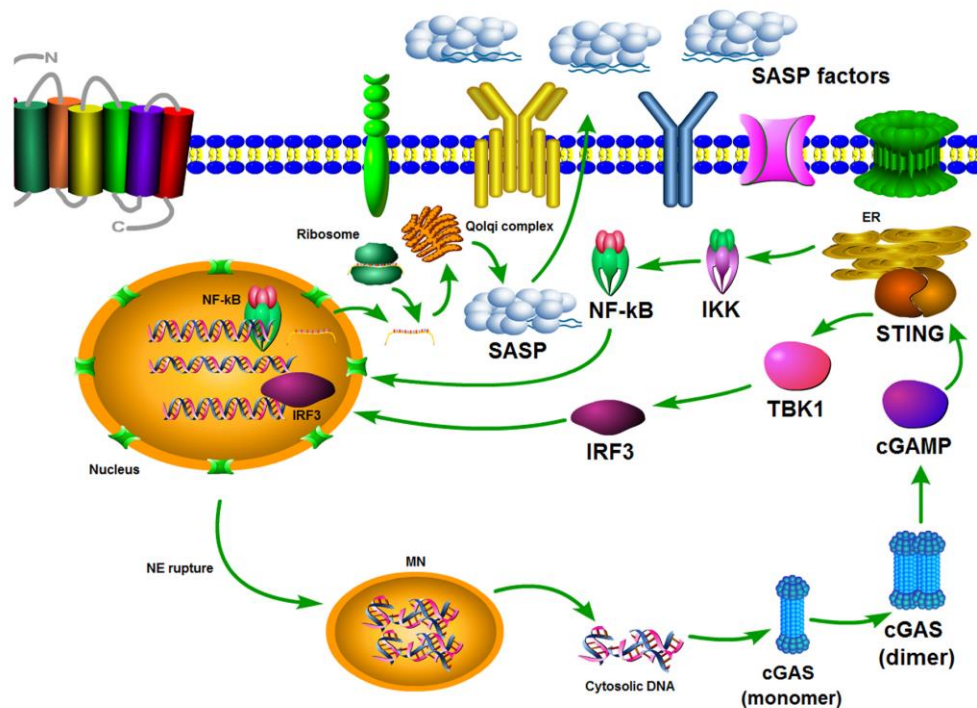 N
SASP factors
C
Ribosome
Qolqi complex
ER
NF-kB
NF-kB
IKK
SASP
STING
TBK1
IRF3
IRF3
cGAMP
Nucleus
NE rupture
MN
Cytosolic DNA
cGAS
(monomer)
cGAS
(dimer)